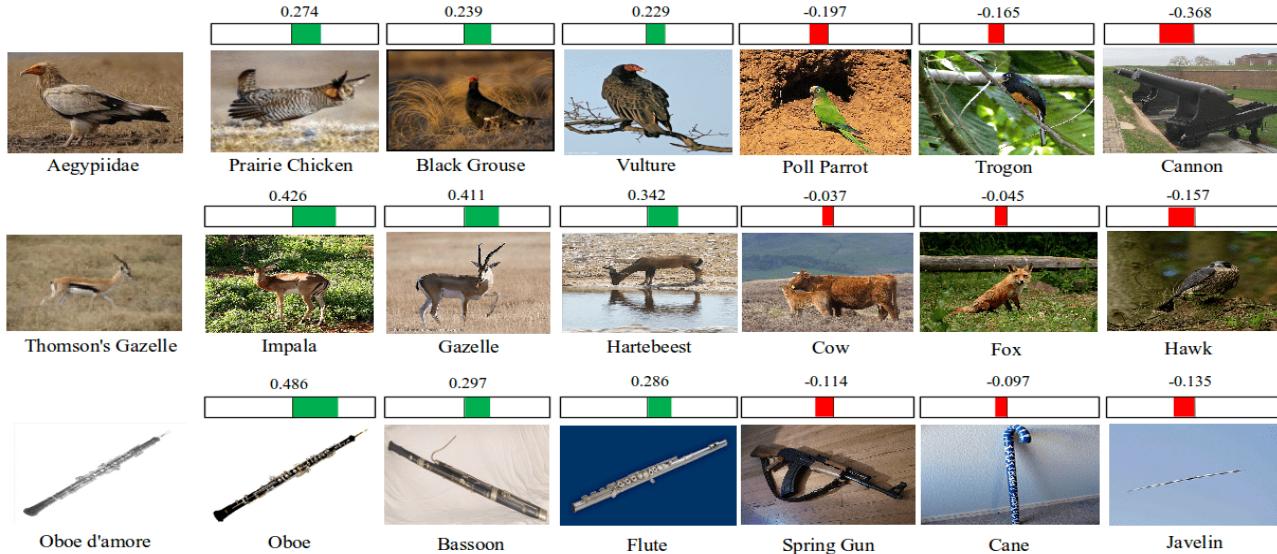 0.274 0.239 0.229 -0.197 -0.165 -0.368
Aegypiidae Prairie Chicken Black Grouse Vulture Poll Parrot Trogon Cannon
0.426 0.411 0.342 -0.037 -0.045 -0.157
Thomson's Gazelle Impala Gazelle Hartebeest Cow Fox Hawk
0.486 0.297 0.286 -0.114 -0.097 -0.135
Oboe d'amore Oboe Bassoon Flute Spring Gun Cane Javelin